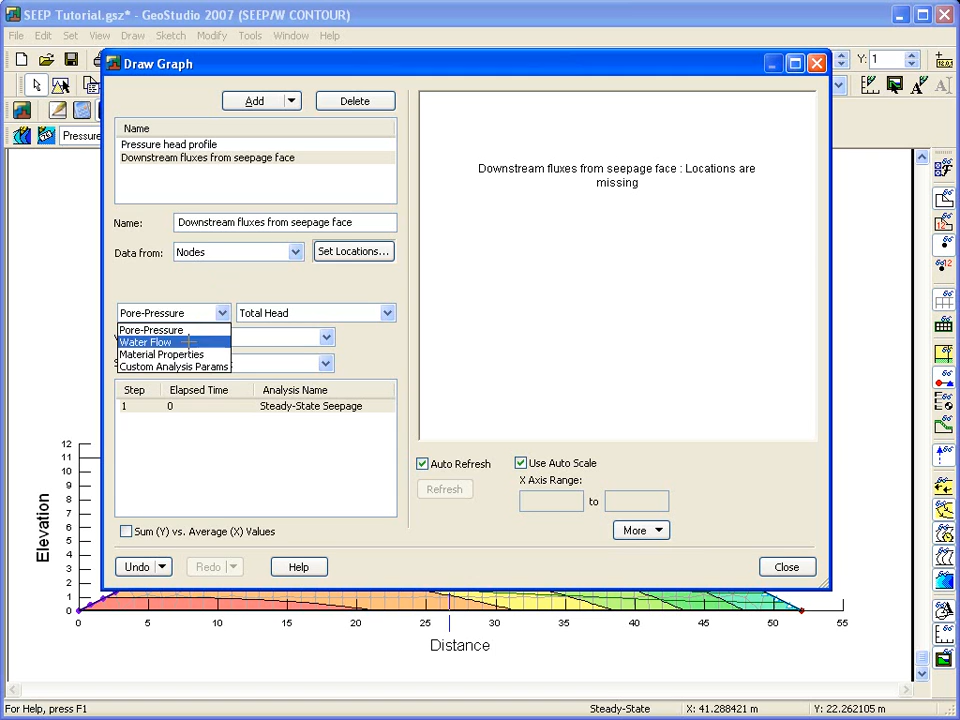 SEEP Tutorial.gsz* - GeoStudio 2007 (SEEP/W CONTOUR)
File Edit Set View Draw Sketch Modify Tools Window Help
Y: 1
Draw Graph
Add Delete
Name
Pressure head profile
Downstream fluxes from seepage face
Name: Downstream fluxes from seepage face
Data from: Nodes Set Locations...
Downstream fluxes from seepage face : Locations are
missing
Pressure
Pore-Pressure Total Head
Pore-Pressure
Water Flow
Material Properties
Custom Analysis Params
Step Elapsed Time Analysis Name
1 0 Steady-State Seepage
Sum (Y) vs. Average (X) Values
Auto Refresh Use Auto Scale
Refresh
X Axis Range:
to
More
Undo Redo Help Close
12
11
10
9
8
7
6
5
4
3
2
1
0
Elevation
0 5 10 15 20 25 30 35 40 45 50 55
Distance
For Help, press F1 Steady-State X: 41.288421 m Y: 22.262105 m